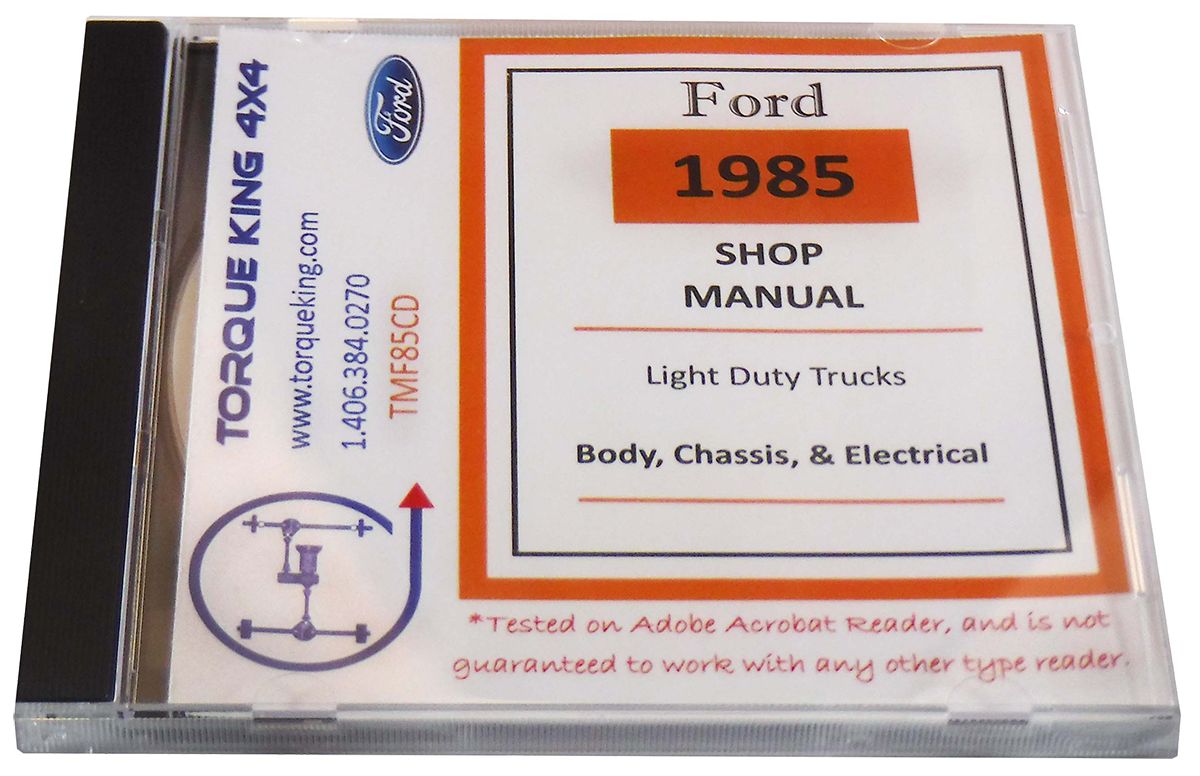 TORQUE KING 4X4
www.torqueking.com
1.406.384.0270
TMF85CD
Ford
Ford
1985
SHOP
MANUAL
Light Duty Trucks
Body, Chassis, & Electrical
*Tested on Adobe Acrobat Reader, and is not
guaranteed to work with any other type reader.